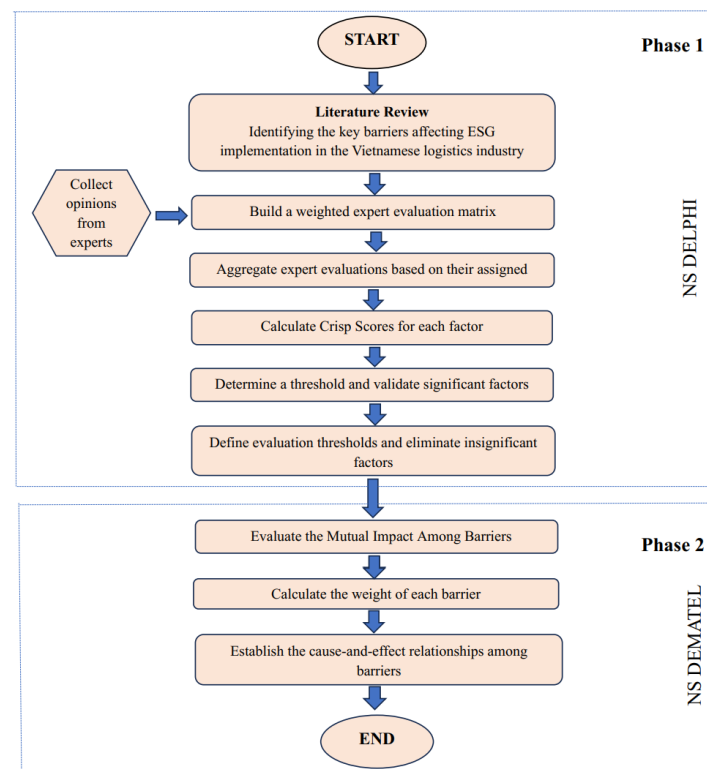 START
Phase 1
Literature Review
Identifying the key barriers affecting ESG
implementation in the Vietnamese logistics industry
Collect
opinions
from
experts
Build a weighted expert evaluation matrix
Aggregate expert evaluations based on their assigned
Calculate Crisp Scores for each factor
Determine a threshold and validate significant factors
Define evaluation thresholds and eliminate insignificant
factors
NS DELPHI
Evaluate the Mutual Impact Among Barriers
Phase 2
Calculate the weight of each barrier
Establish the cause-and-effect relationships among
barriers
END
NS DEMATEL